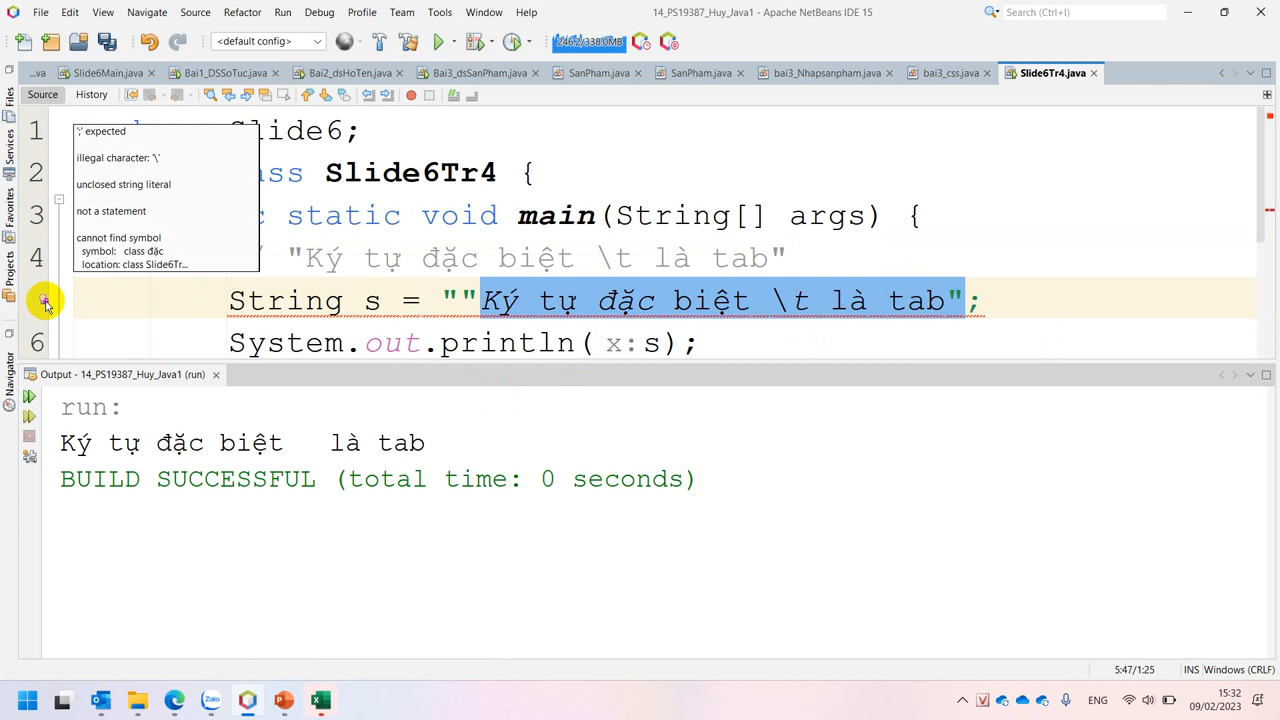 File Edit View Navigate Source Refactor Run Debug Profile Team Tools Window Help 14_PS19387_Huy_Java1 - Apache NetBeans IDE 15 Search (Ctrl+I)
<default config> 246.2/338.0MB
...va Slide6Main.java Bai1_DSSoTuc.java dsHocvien.java Bai3_dsSanPham.java SanPham.java SanPham.java bai3_Nhapsanpham.java bai3_css.java Slide6Tr4.java
Source History
Files
Services
Favorites
Projects
Navigator
';' expected
illegal character: '\'
unclosed string literal
not a statement
cannot find symbol
symbol: class đặc
location: class Slide6Tr...
1 Slide6;
2 ass Slide6Tr4 {
3 c static void main(String[] args) {
4 "Ký tự đặc biệt \t là tab"
String s = ""Ký tự đặc biệt \t là tab";
6 System.out.println( x:s);
Output - 14_PS19387_Huy_Java1 (run)
run:
Ký tự đặc biệt là tab
BUILD SUCCESSFUL (total time: 0 seconds)
5:47/1:25 INS Windows (CRLF)
Zalo ENG 15:32
09/02/2023